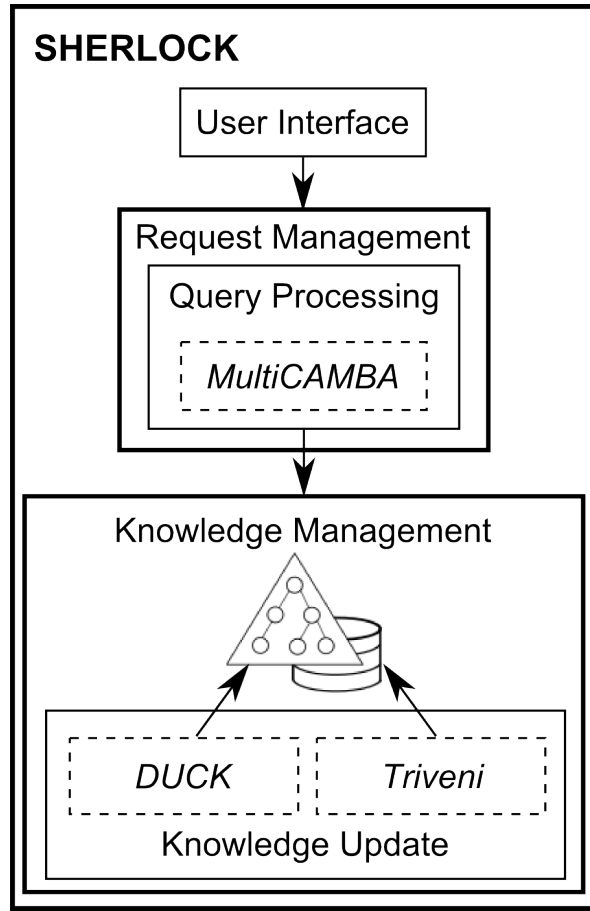 SHERLOCK
User Interface
Request Management
Query Processing
MultiCAMBA
Knowledge Management
DUCK
Triveni
Knowledge Update